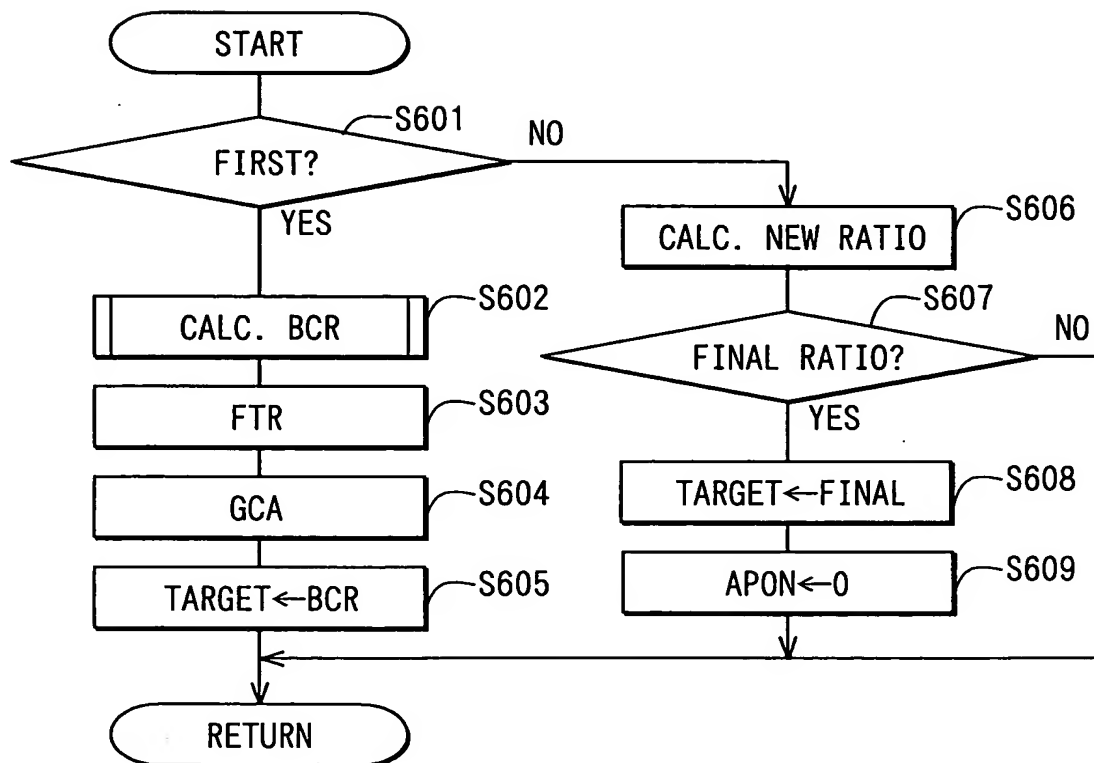 START
S601
FIRST?
NO
YES
S602
CALC. BCR
S603
FTR
S604
GCA
S605
TARGET←BCR
S606
CALC. NEW RATIO
S607
FINAL RATIO?
NO
YES
S608
TARGET←FINAL
S609
APON←0
RETURN